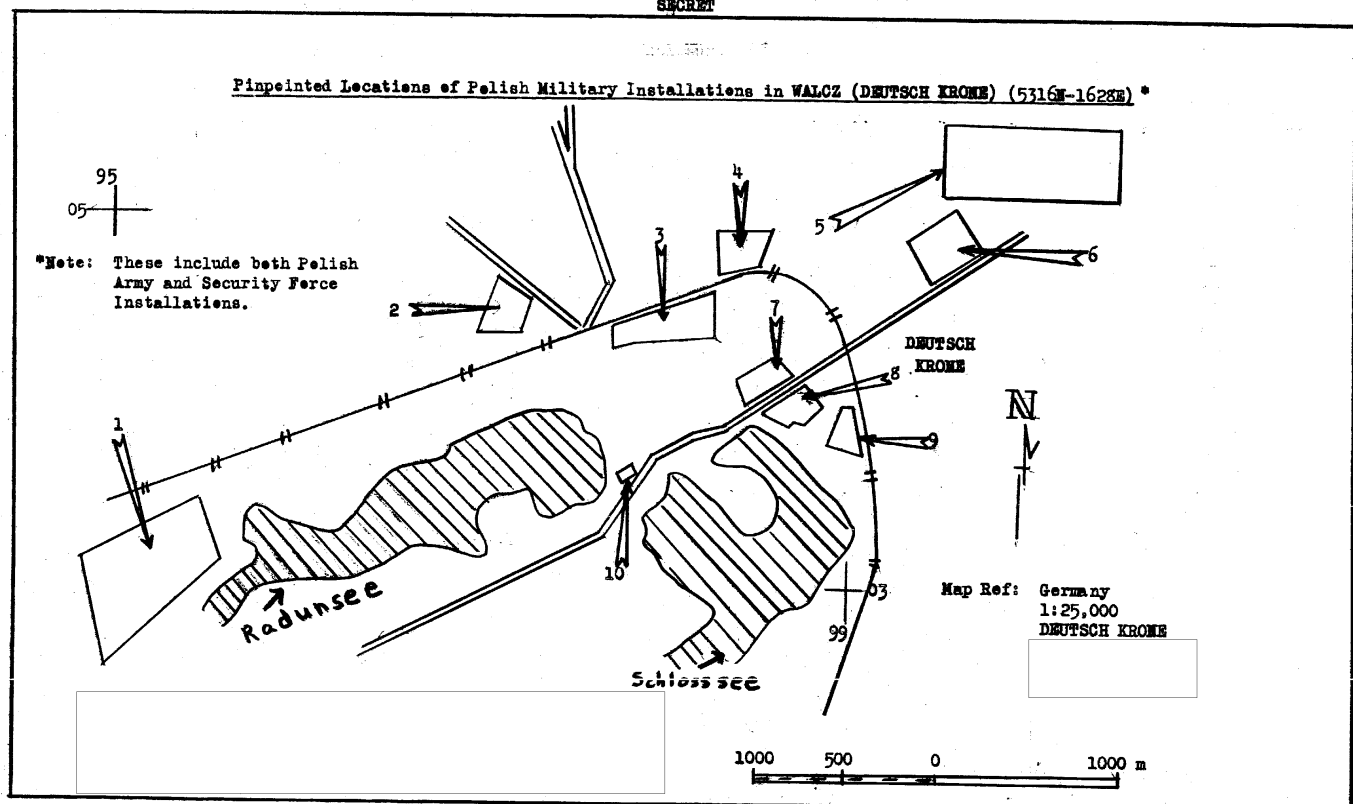 SECRET
Pinpointed Locations of Polish Military Installations in WALCZ (DEUTSCH KRONE) (5316N-1628E) *
95
05
*Note: These include both Polish
Army and Security Force
Installations.
1
2
3
4
5
6
7
8
9
10
DEUTSCH
KRONE
N
Radunsee
Schlosssee
03
99
Map Ref: Germany
1:25,000
DEUTSCH KRONE
1000 500 0 1000 m